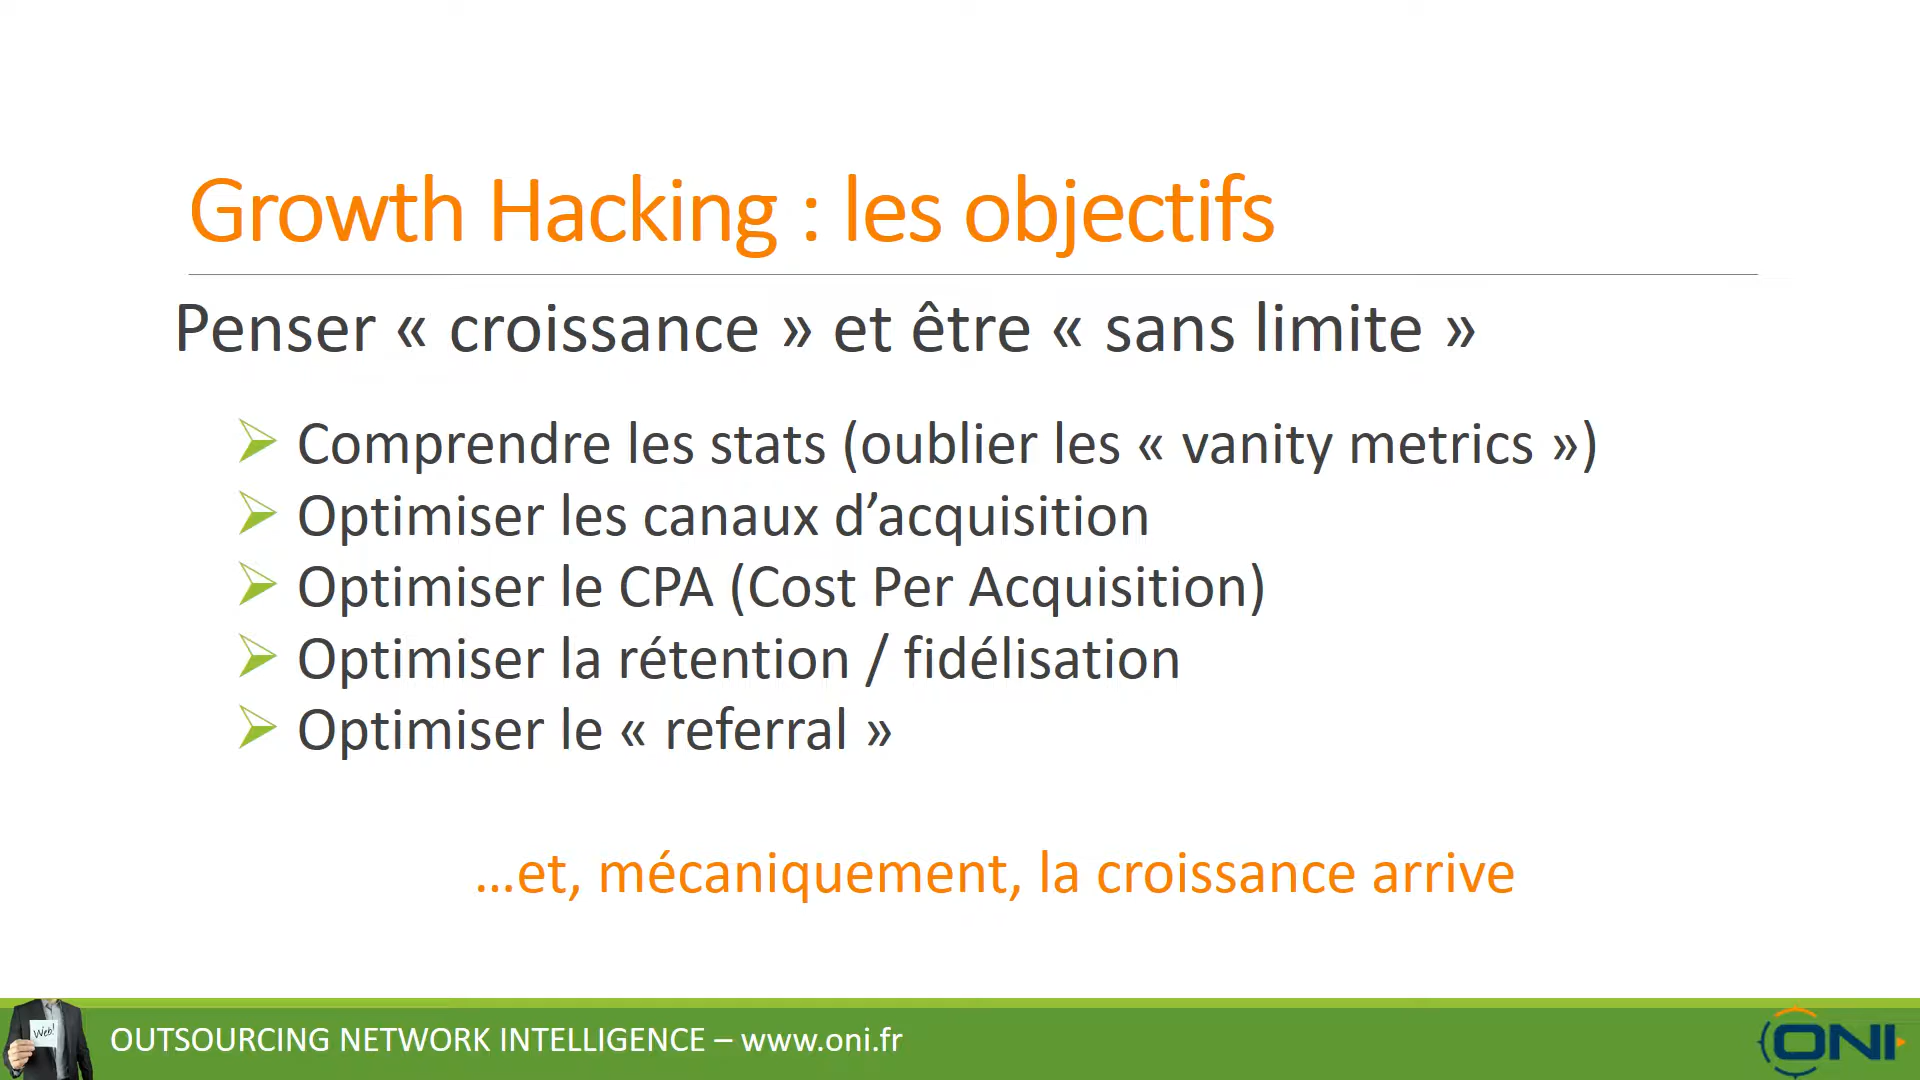 Growth Hacking : les objectifs
Penser « croissance » et être « sans limite »
Comprendre les stats (oublier les « vanity metrics »)
Optimiser les canaux d’acquisition
Optimiser le CPA (Cost Per Acquisition)
Optimiser la rétention / fidélisation
Optimiser le « referral »
...et, mécaniquement, la croissance arrive
Web!
OUTSOURCING NETWORK INTELLIGENCE – www.oni.fr
ONI